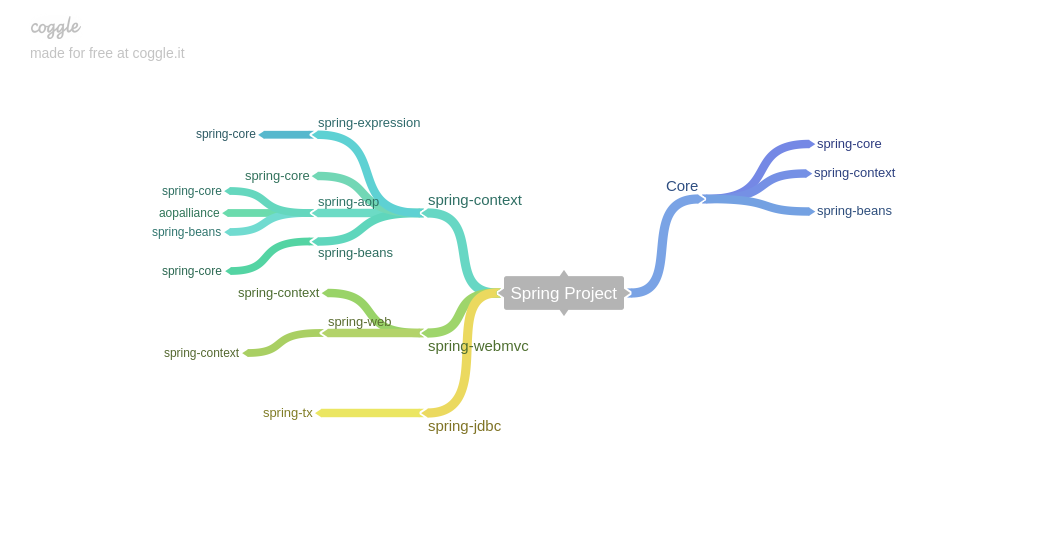 coggle
made for free at coggle.it
spring-expression
spring-core
spring-core
spring-core
spring-aop
aopalliance
spring-beans
spring-beans
spring-core
spring-context
spring-context
spring-web
spring-context
spring-webmvc
spring-tx
spring-jdbc
Spring Project
Core
spring-core
spring-context
spring-beans